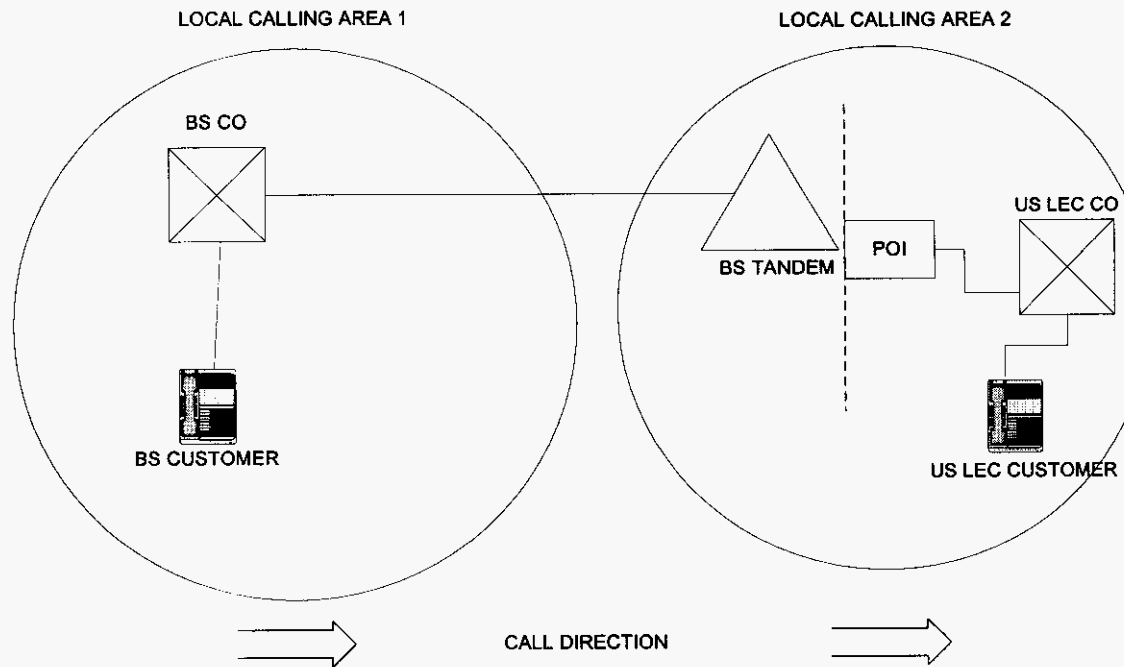 LOCAL CALLING AREA 1
LOCAL CALLING AREA 2
BS CO
US LEC CO
POI
BS TANDEM
BS CUSTOMER
US LEC CUSTOMER
CALL DIRECTION